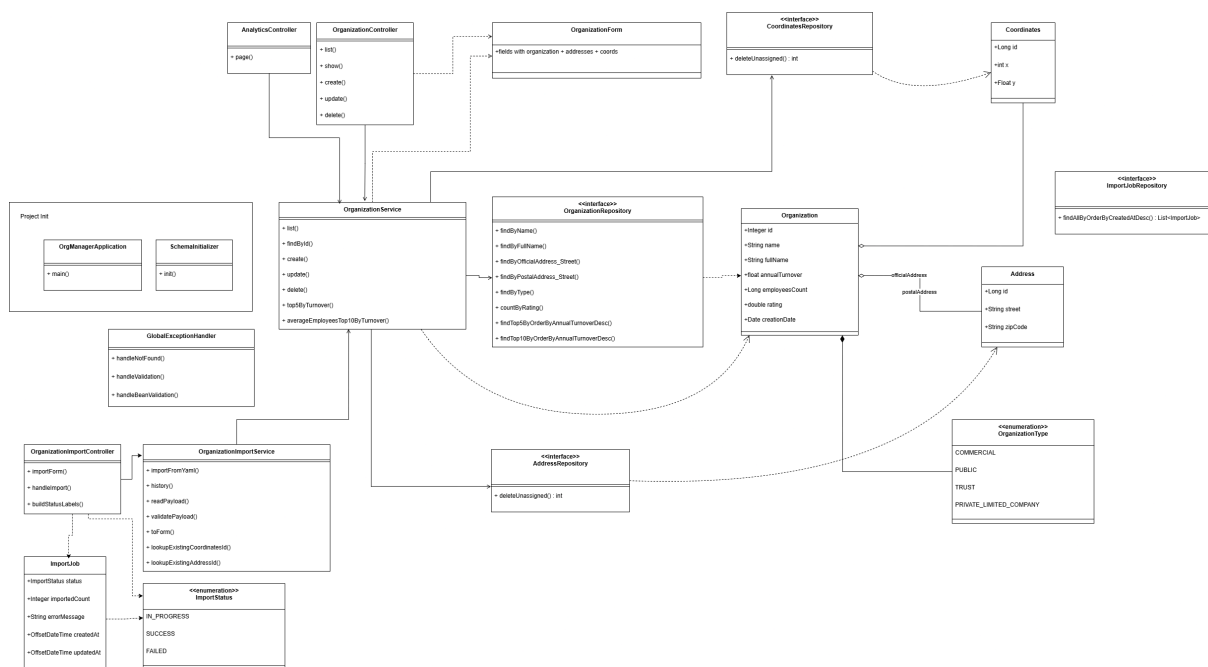 AnalyticsController
+ page()
OrganizationController
+ list()
+ show()
+ create()
+ update()
+ delete()
OrganizationForm
+fields with organization + addresses + coords
<<interface>>
CoordinatesRepository
+ deleteUnassigned() : int
Coordinates
+Long id
+int x
+Float y
<<interface>>
ImportJobRepository
+ findAllByOrderByCreatedAtDesc() : List<ImportJob>
Project Init
OrgManagerApplication
+ main()
SchemaInitializer
+ init()
OrganizationService
+ list()
+ findById()
+ create()
+ update()
+ delete()
+ top5ByTurnover()
+ averageEmployeesTop10ByTurnover()
<<interface>>
OrganizationRepository
+ findByName()
+ findByFullName()
+ findByOfficialAddress_Street()
+ findByPostalAddress_Street()
+ findByType()
+ countByRating()
+ findTop5ByOrderByAnnualTurnoverDesc()
+ findTop10ByOrderByAnnualTurnoverDesc()
Organization
+Integer id
+String name
+String fullName
+float annualTurnover
+Long employeesCount
+double rating
+Date creationDate
officialAddress
postalAddress
Address
+Long id
+String street
+String zipCode
GlobalExceptionHandler
+ handleNotFound()
+ handleValidation()
+ handleBeanValidation()
OrganizationImportController
+ importForm()
+ handleImport()
+ buildStatusLabels()
OrganizationImportService
+ importFromYaml()
+ history()
+ readPayload()
+ validatePayload()
+ toForm()
+ lookupExistingCoordinatesId()
+ lookupExistingAddressId()
<<interface>>
AddressRepository
+ deleteUnassigned() : int
<<enumeration>>
OrganizationType
COMMERCIAL
PUBLIC
TRUST
PRIVATE_LIMITED_COMPANY
ImportJob
+ImportStatus status
+Integer importedCount
+String errorMessage
+OffsetDateTime createdAt
+OffsetDateTime updatedAt
<<enumeration>>
ImportStatus
IN_PROGRESS
SUCCESS
FAILED